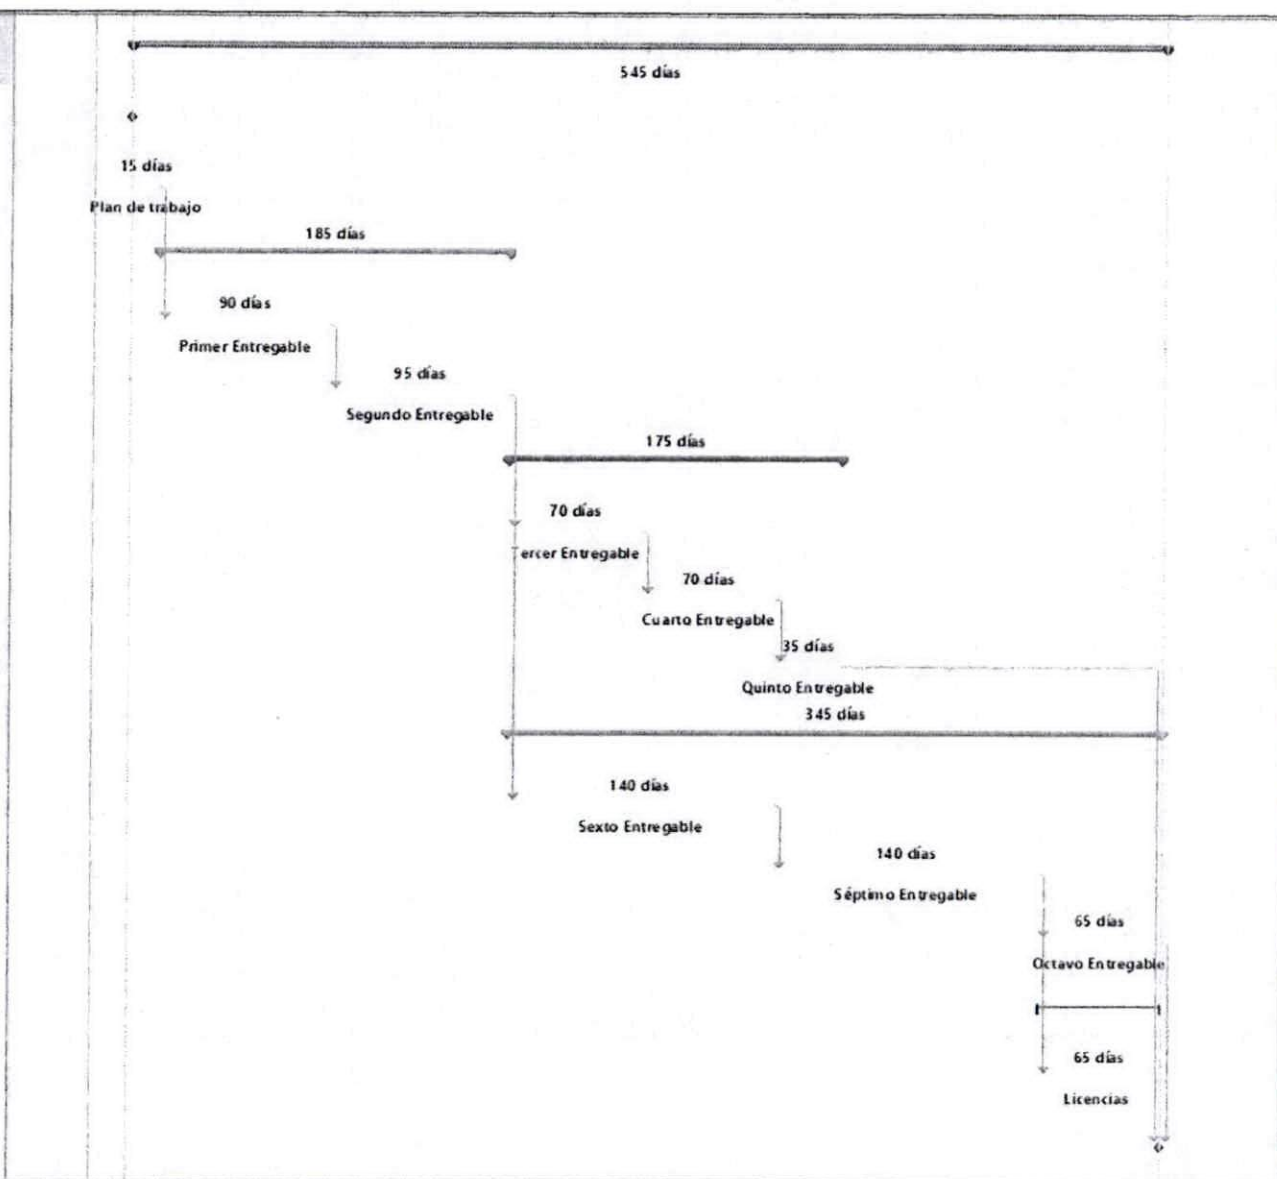 545 días
15 días
Plan de trabajo
185 días
90 días
Primer Entregable
95 días
Segundo Entregable
175 días
70 días
Tercer Entregable
70 días
Cuarto Entregable
35 días
Quinto Entregable
345 días
140 días
Sexto Entregable
140 días
Séptimo Entregable
65 días
Octavo Entregable
65 días
Licencias